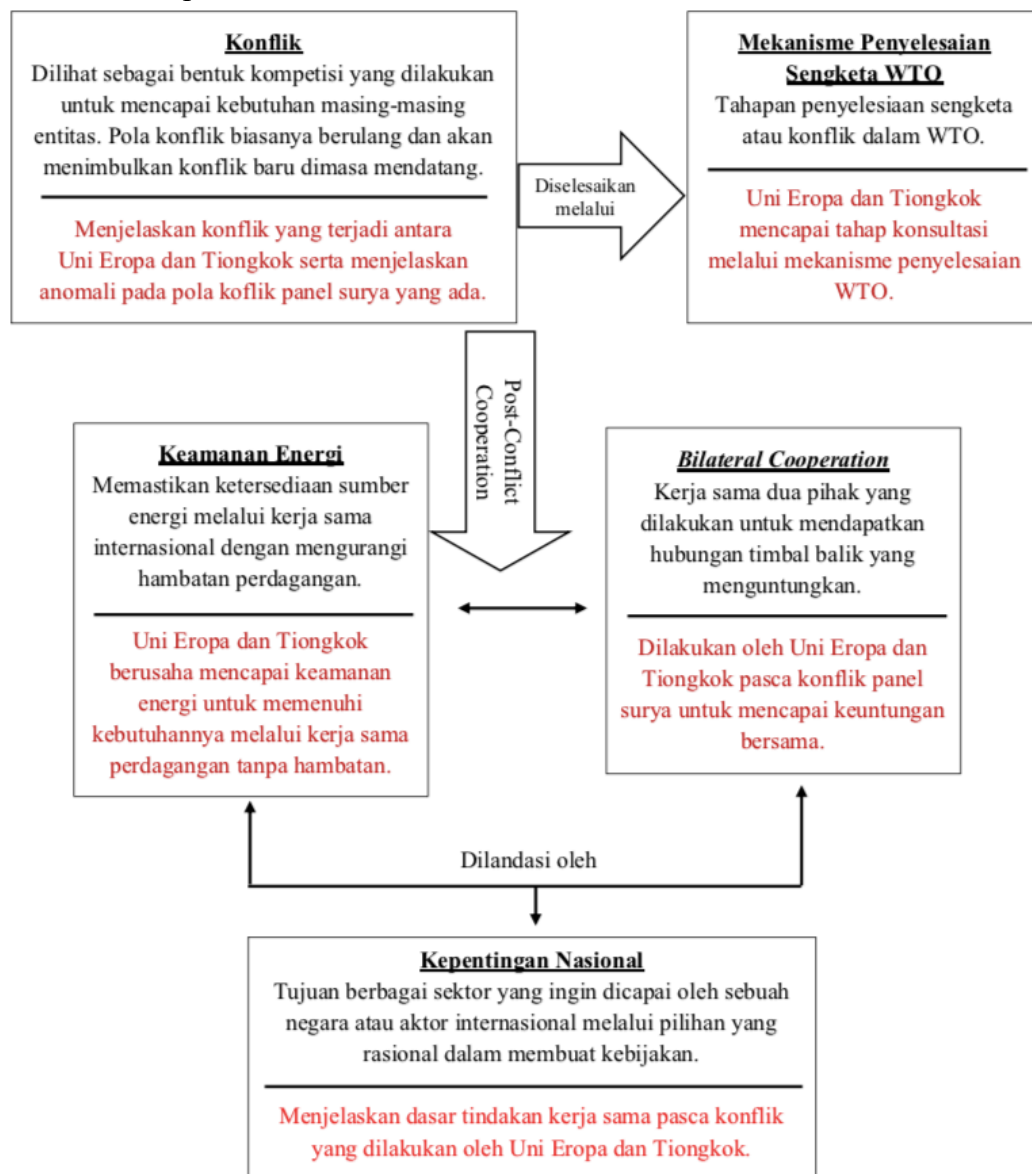 Konflik
Dilihat sebagai bentuk kompetisi yang dilakukan
untuk mencapai kebutuhan masing-masing
entitas. Pola konflik biasanya berulang dan akan
menimbulkan konflik baru dimasa mendatang.
Menjelaskan konflik yang terjadi antara
Uni Eropa dan Tiongkok serta menjelaskan
anomali pada pola koflik panel surya yang ada.
Diselesaikan
melalui
Mekanisme Penyelesaian
Sengketa WTO
Tahapan penyelesiaan sengketa
atau konflik dalam WTO.
Uni Eropa dan Tiongkok
mencapai tahap konsultasi
melalui mekanisme penyelesaian
WTO.
Post-Conflict
Cooperation
Keamanan Energi
Memastikan ketersediaan sumber
energi melalui kerja sama
internasional dengan mengurangi
hambatan perdagangan.
Uni Eropa dan Tiongkok
berusaha mencapai keamanan
energi untuk memenuhi
kebutuhannya melalui kerja sama
perdagangan tanpa hambatan.
Bilateral Cooperation
Kerja sama dua pihak yang
dilakukan untuk mendapatkan
hubungan timbal balik yang
menguntungkan.
Dilakukan oleh Uni Eropa dan
Tiongkok pasca konflik panel
surya untuk mencapai keuntungan
bersama.
Dilandasi oleh
Kepentingan Nasional
Tujuan berbagai sektor yang ingin dicapai oleh sebuah
negara atau aktor internasional melalui pilihan yang
rasional dalam membuat kebijakan.
Menjelaskan dasar tindakan kerja sama pasca konflik
yang dilakukan oleh Uni Eropa dan Tiongkok.